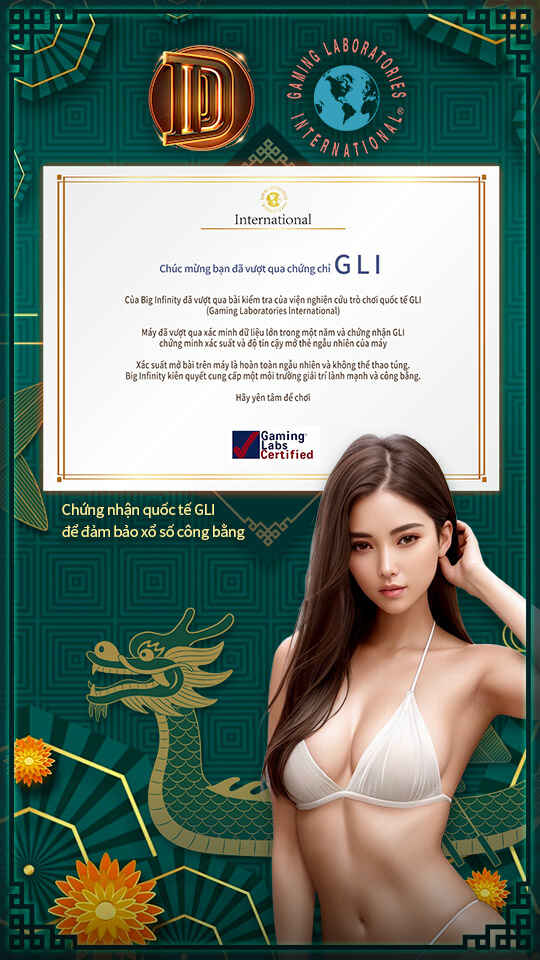 D
GAMING LABORATORIES
INTERNATIONAL®
International
Chúc mừng bạn đã vượt qua chứng chỉ GLI
Của Big Infinity đã vượt qua bài kiểm tra của viện nghiên cứu trò chơi quốc tế GLI
(Gaming Laboratories International)
Máy đã vượt qua xác minh dữ liệu lớn trong một năm và chứng nhận GLI
chứng minh xác suất và độ tin cậy mở thẻ ngẫu nhiên của máy
Xác suất mở bài trên máy là hoàn toàn ngẫu nhiên và không thể thao túng.
Big Infinity kiên quyết cung cấp một môi trường giải trí lành mạnh và công bằng.
Hãy yên tâm để chơi
Gaming
Labs
Certified
Chứng nhận quốc tế GLI
để đảm bảo xổ số công bằng